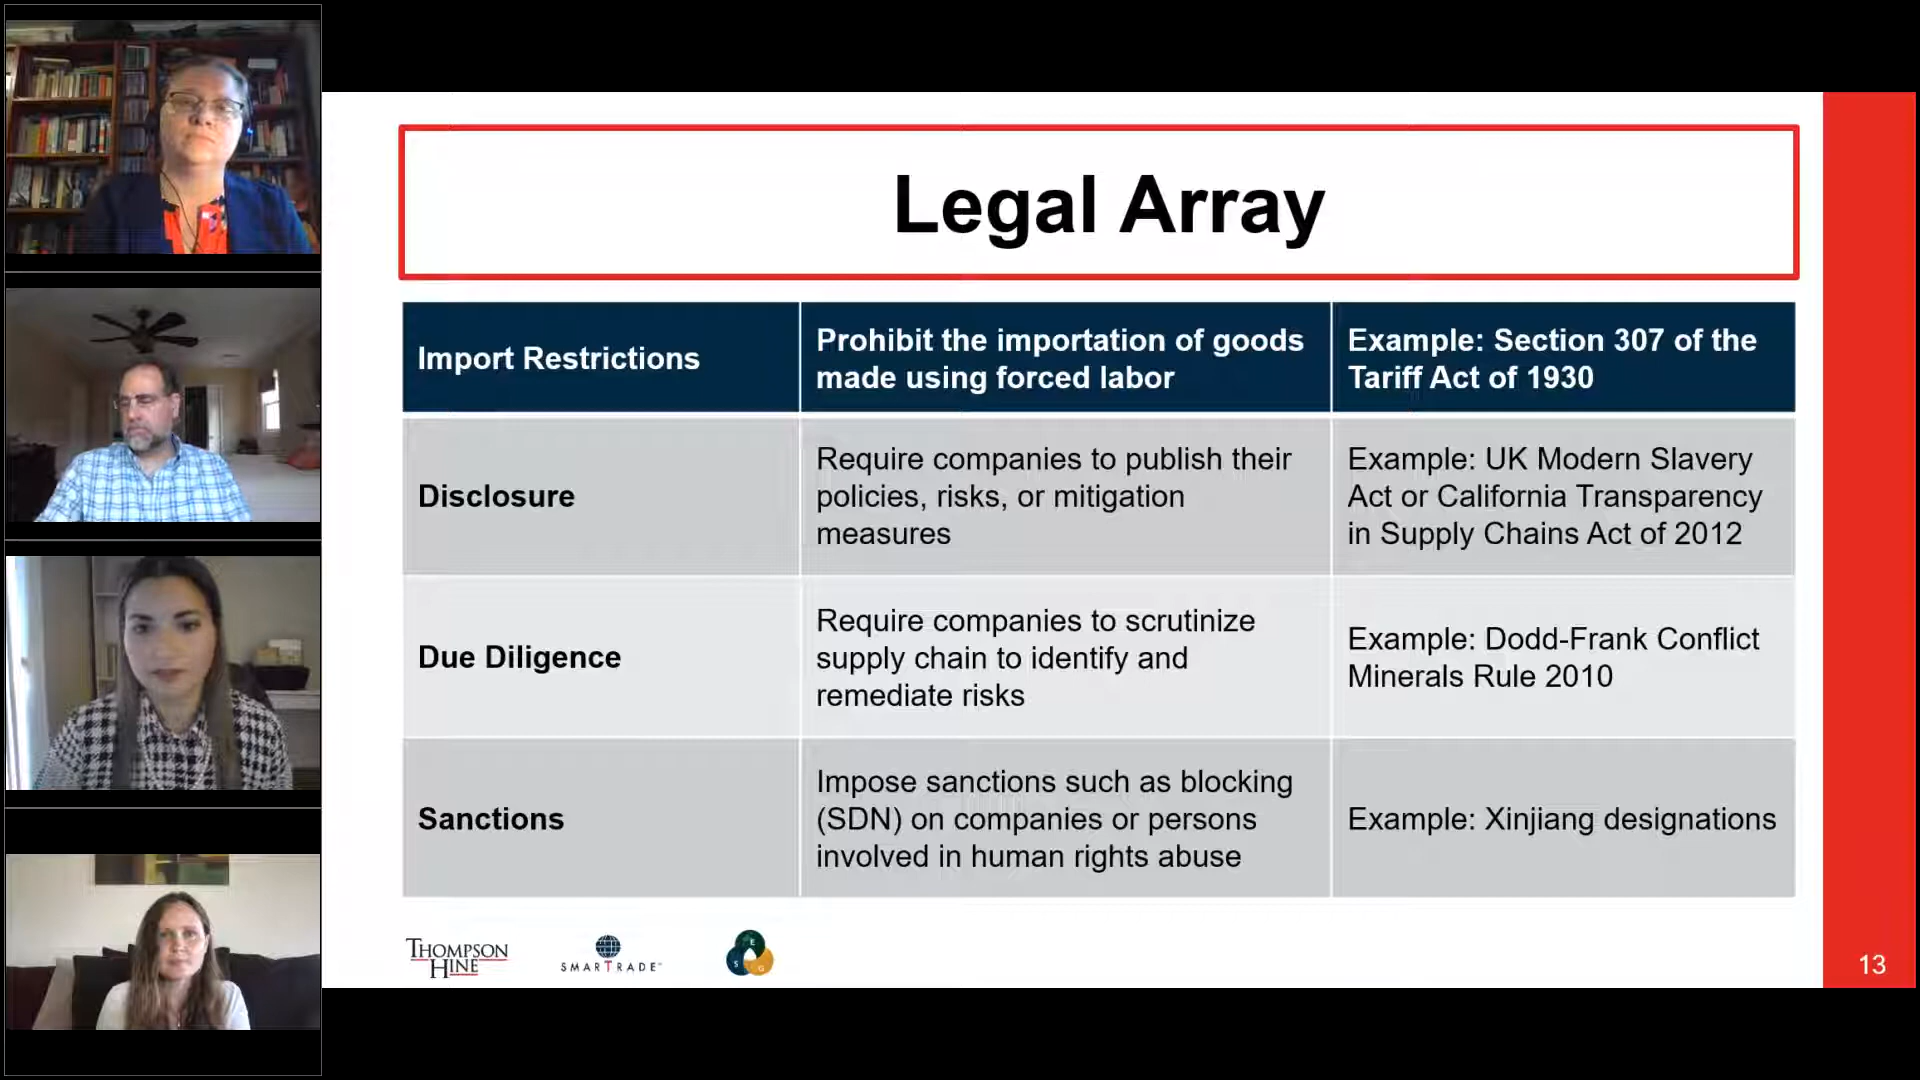 Legal Array
Import Restrictions
Prohibit the importation of goods
made using forced labor
Example: Section 307 of the
Tariff Act of 1930
Disclosure
Require companies to publish their
policies, risks, or mitigation
measures
Example: UK Modern Slavery
Act or California Transparency
in Supply Chains Act of 2012
Due Diligence
Require companies to scrutinize
supply chain to identify and
remediate risks
Example: Dodd-Frank Conflict
Minerals Rule 2010
Sanctions
Impose sanctions such as blocking
(SDN) on companies or persons
involved in human rights abuse
Example: Xinjiang designations
THOMPSON
HINE
SMARTRADE™
E
S G
13